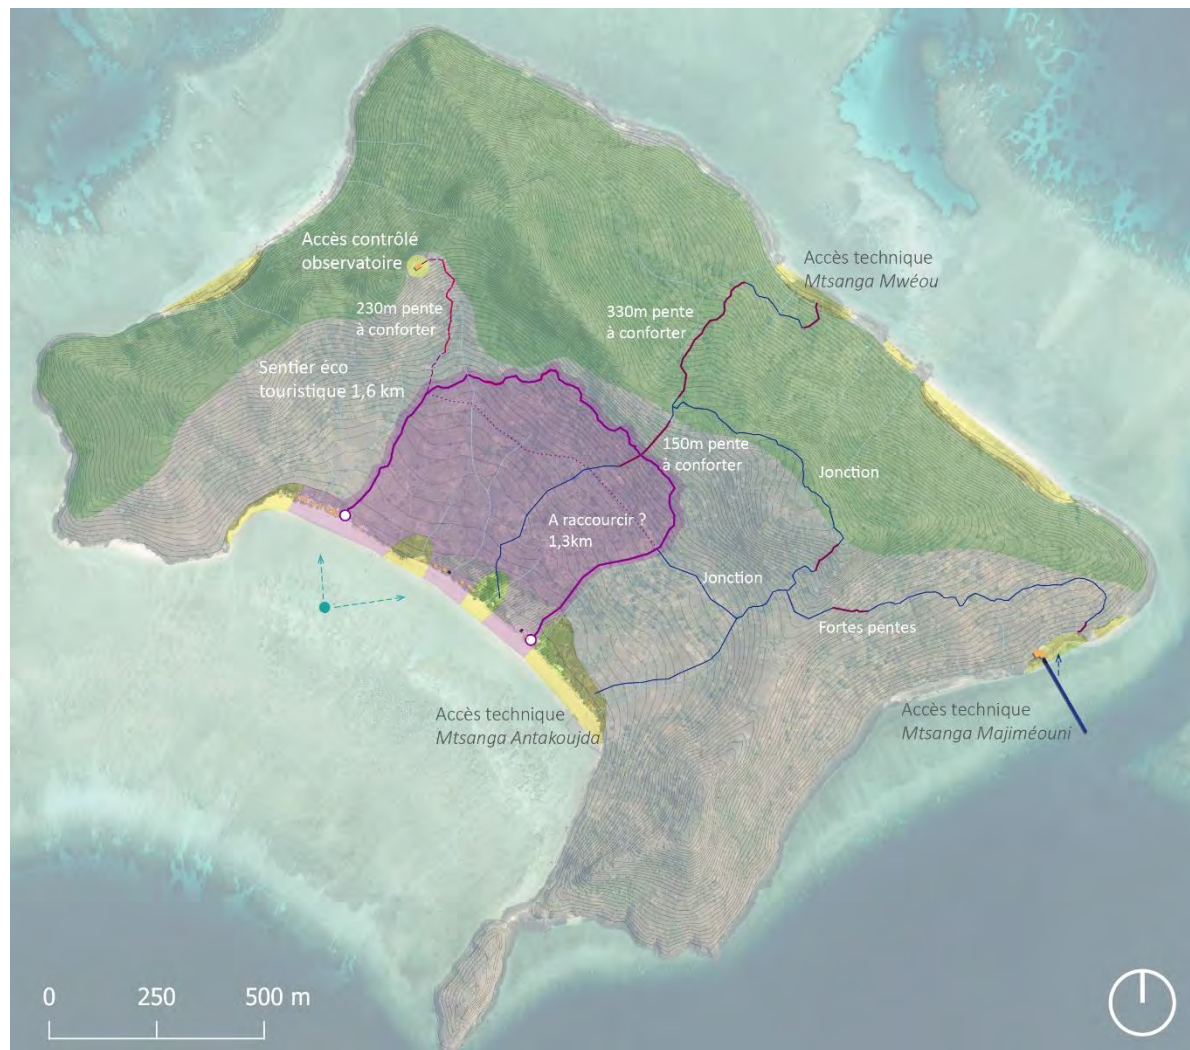 Accès contrôlé
observatoire
Accès technique
Mtsanga Mwéou
230m pente
à conforter
330m pente
à conforter
Sentier éco
touristique 1,6 km
150m pente
à conforter
Jonction
A raccourcir ?
1,3km
Jonction
Fortes pentes
Accès technique
Mtsanga Antakoujda
Accès technique
Mtsanga Majiméouni
0 250 500 m